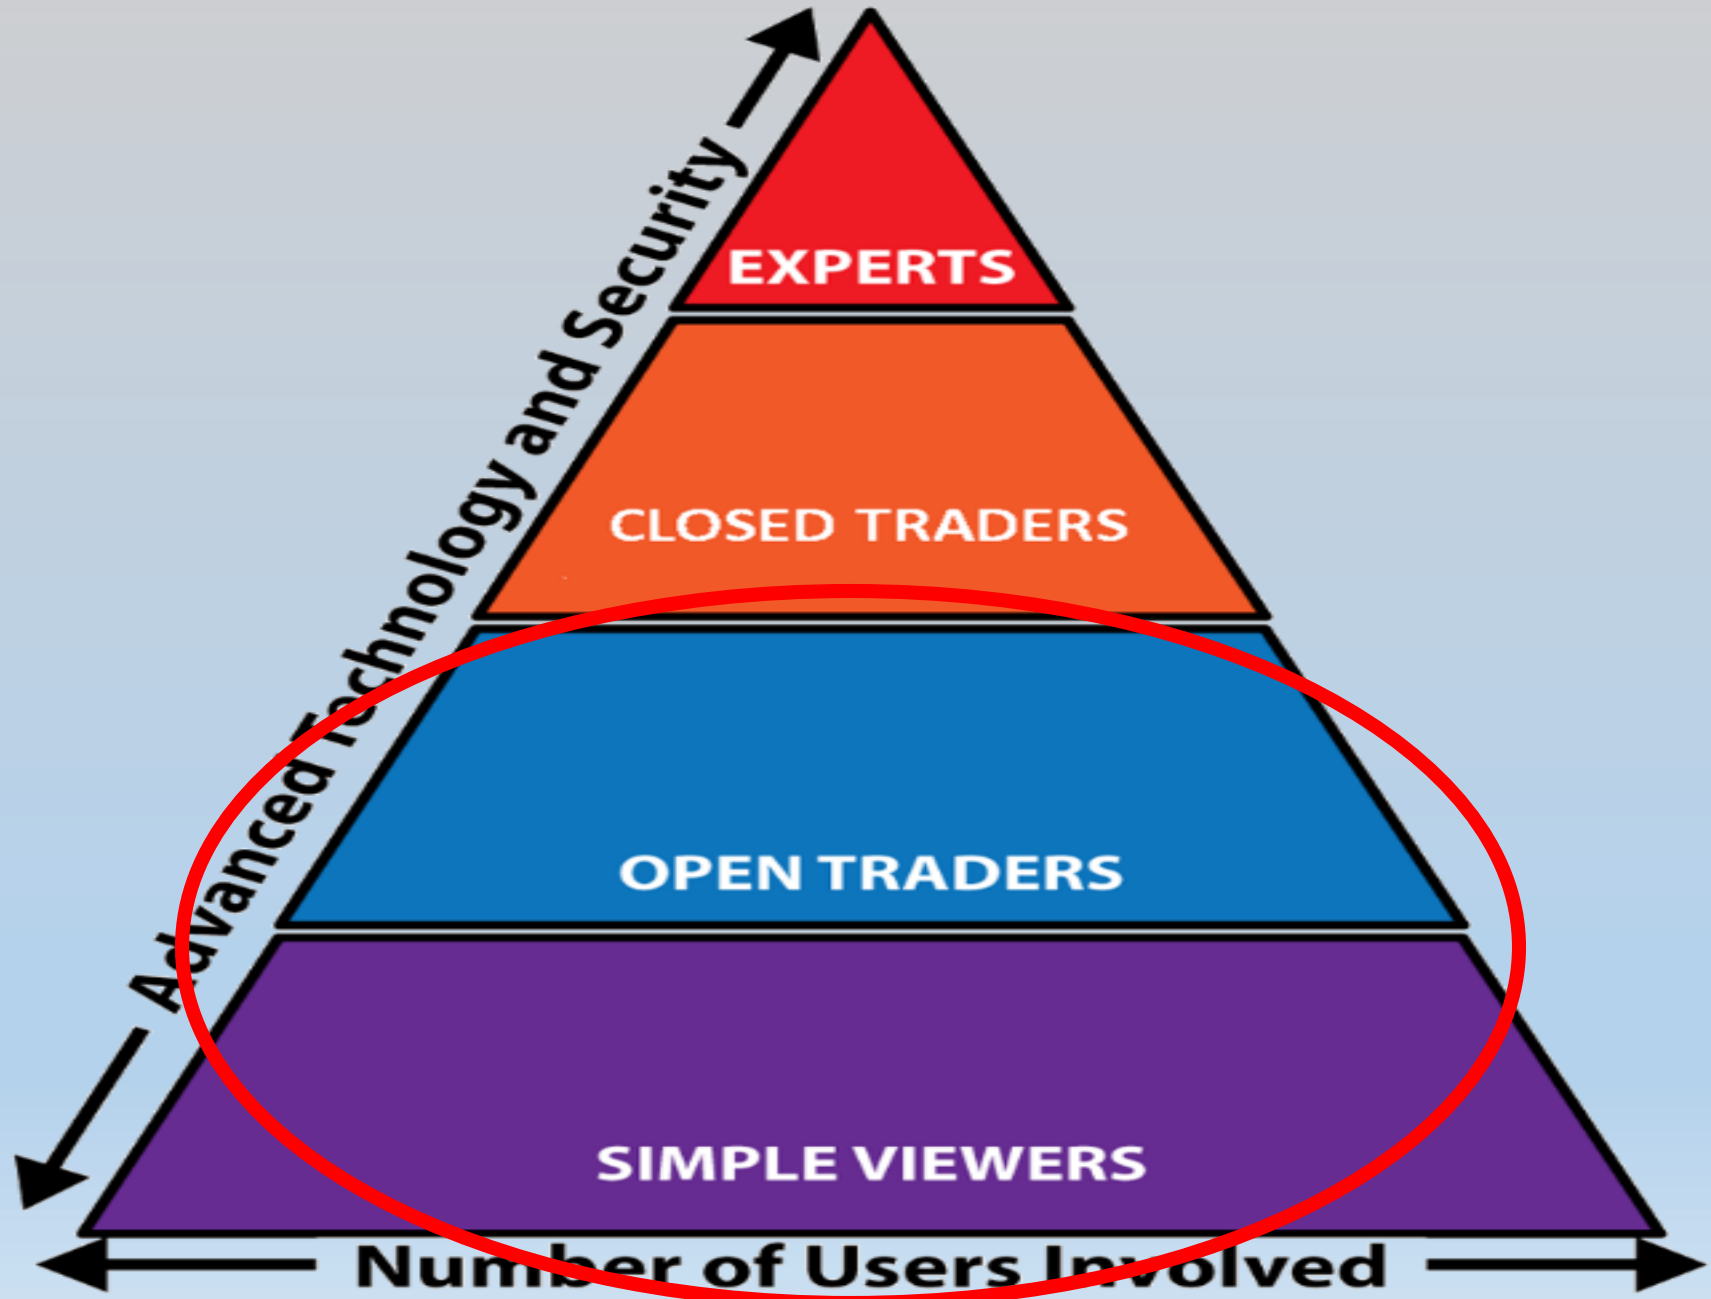 Advanced Technology and Security
EXPERTS
CLOSED TRADERS
OPEN TRADERS
SIMPLE VIEWERS
Number of Users Involved